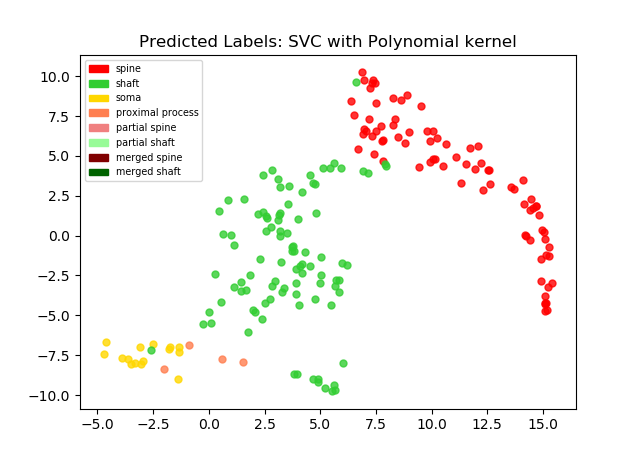 Predicted Labels: SVC with Polynomial kernel
spine
shaft
soma
proximal process
partial spine
partial shaft
merged spine
merged shaft
10.0
7.5
5.0
2.5
0.0
−2.5
−5.0
−7.5
−10.0
−5.0 −2.5 0.0 2.5 5.0 7.5 10.0 12.5 15.0